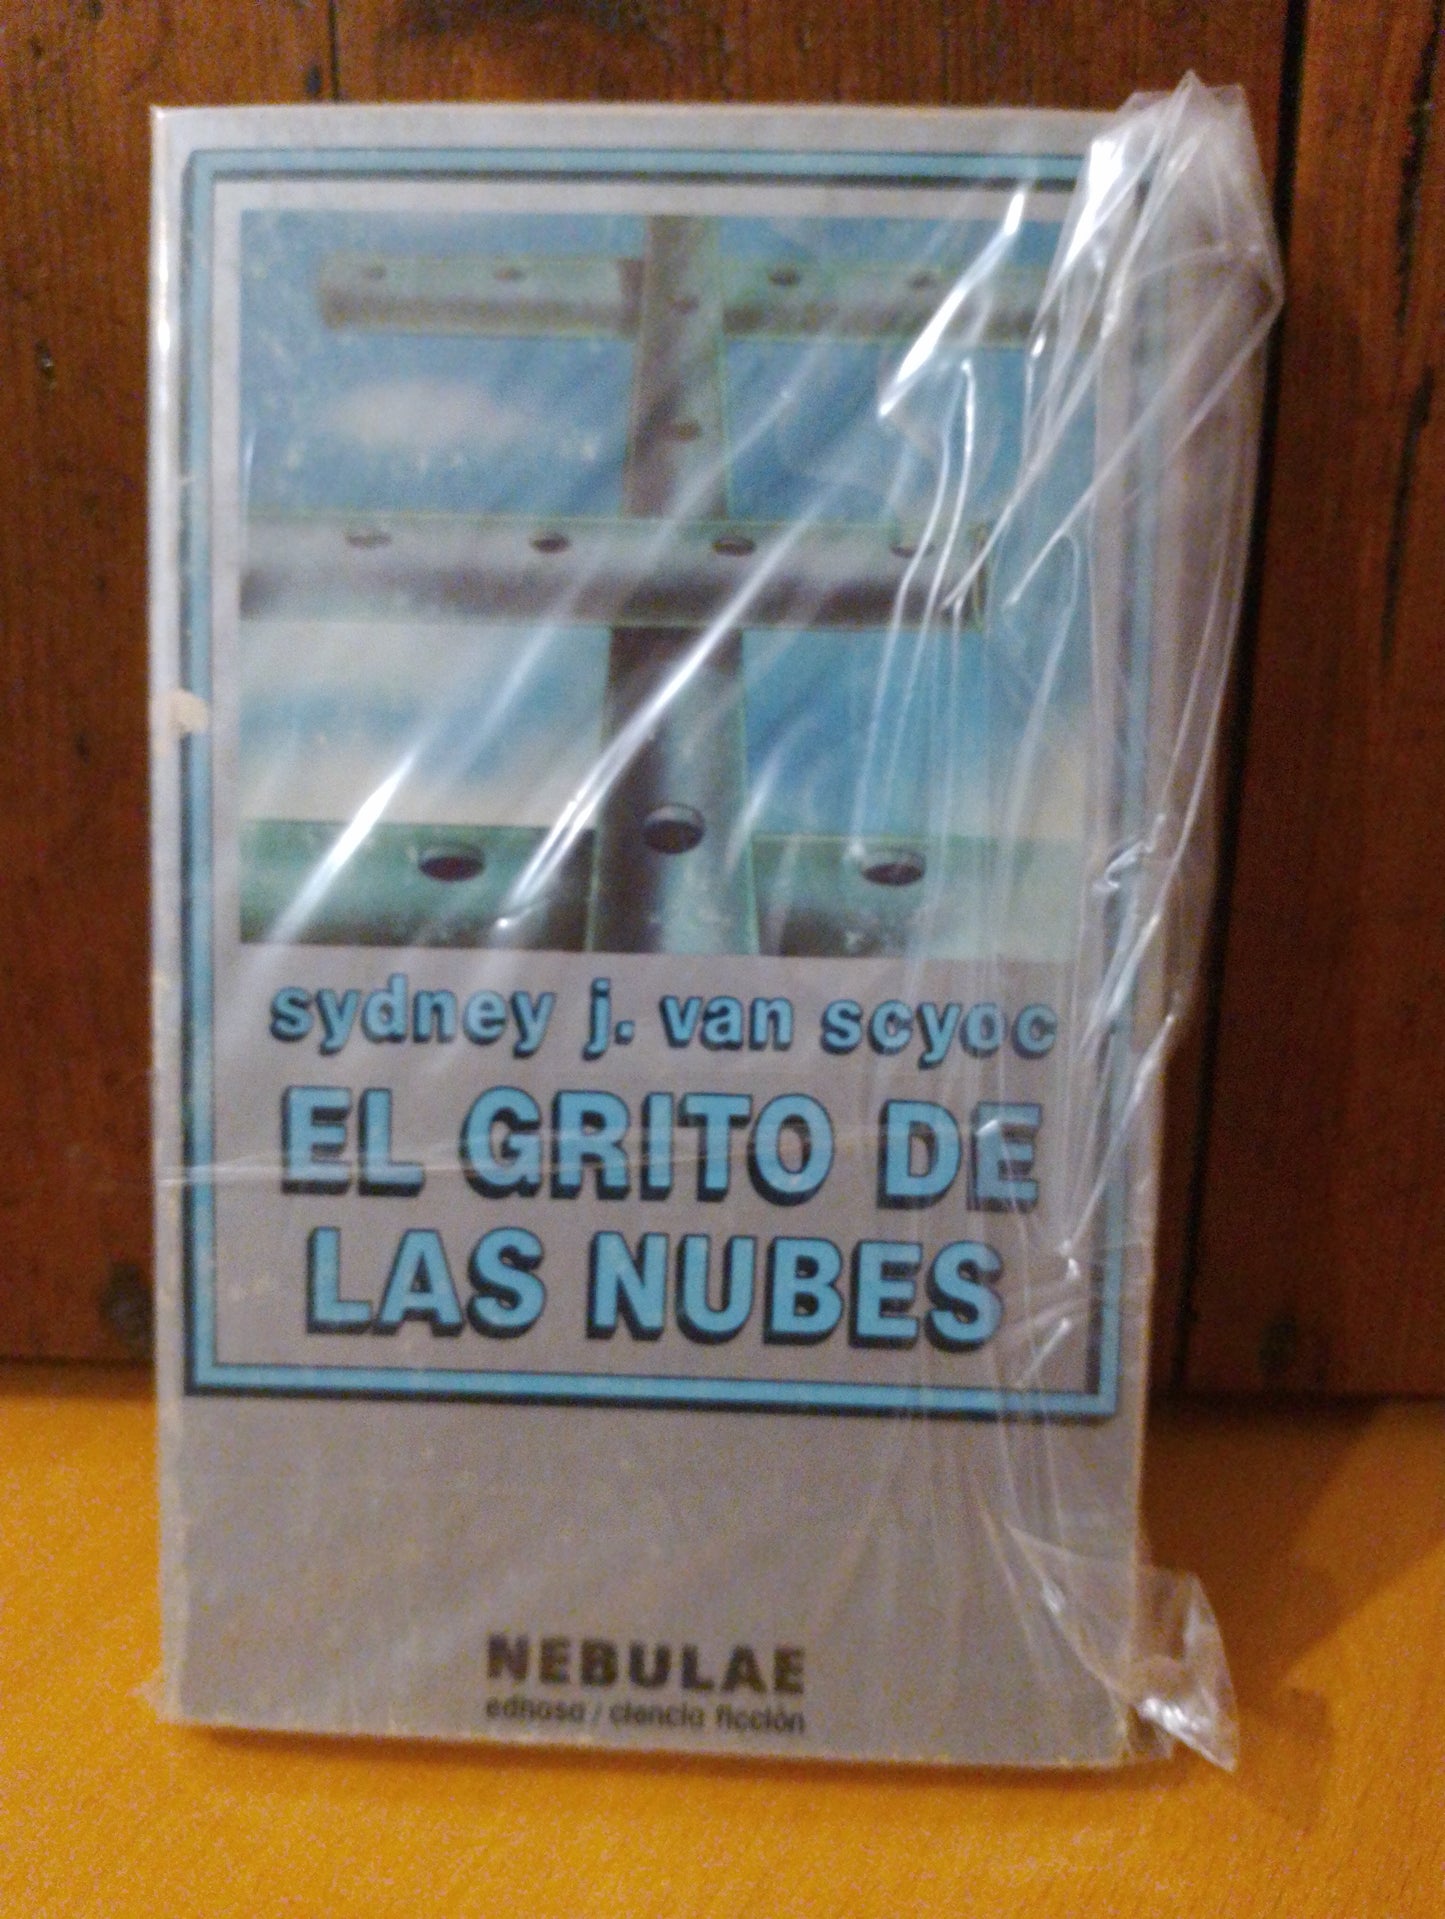 sydney j. van scyoc
EL GRITO DE
LAS NUBES
NEBULAE
edhasa / ciencia ficción